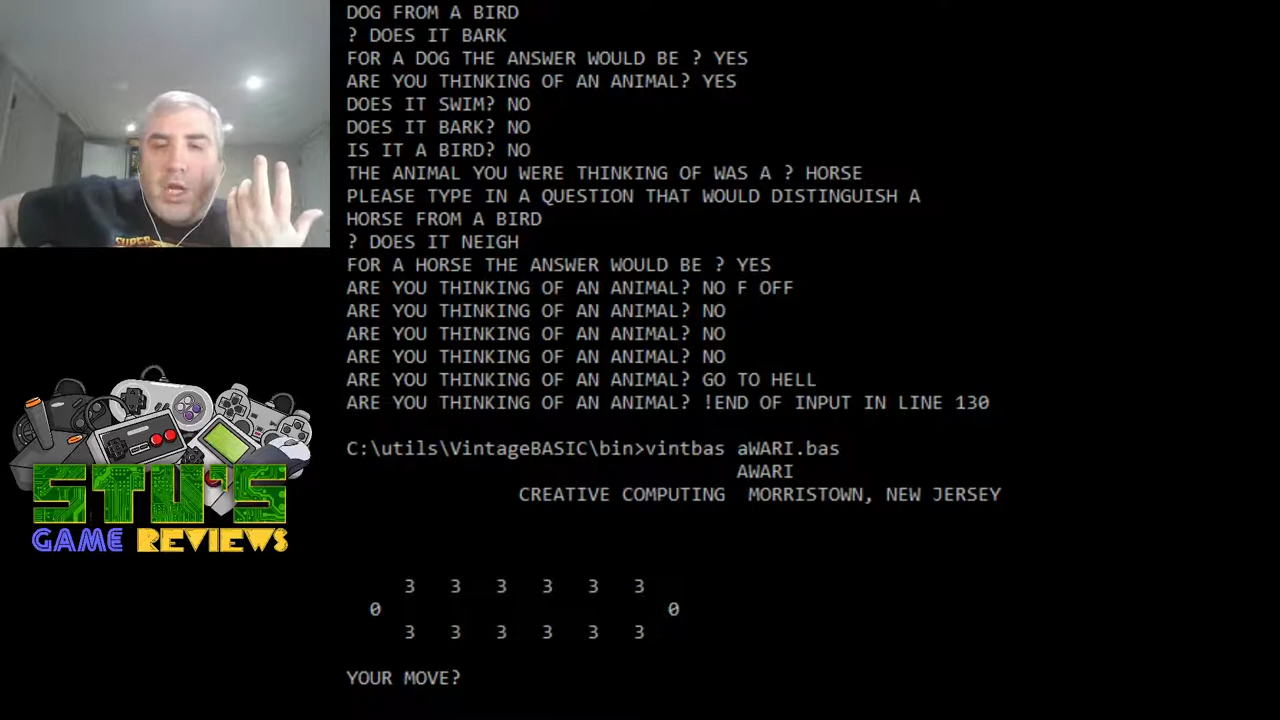 DOG FROM A BIRD
? DOES IT BARK
FOR A DOG THE ANSWER WOULD BE ? YES
ARE YOU THINKING OF AN ANIMAL? YES
DOES IT SWIM? NO
DOES IT BARK? NO
IS IT A BIRD? NO
THE ANIMAL YOU WERE THINKING OF WAS A ? HORSE
PLEASE TYPE IN A QUESTION THAT WOULD DISTINGUISH A
HORSE FROM A BIRD
? DOES IT NEIGH
FOR A HORSE THE ANSWER WOULD BE ? YES
ARE YOU THINKING OF AN ANIMAL? NO F OFF
ARE YOU THINKING OF AN ANIMAL? NO
ARE YOU THINKING OF AN ANIMAL? NO
ARE YOU THINKING OF AN ANIMAL? NO
ARE YOU THINKING OF AN ANIMAL? GO TO HELL
ARE YOU THINKING OF AN ANIMAL? !END OF INPUT IN LINE 130
C:\utils\VintageBASIC\bin>vintbas aWARI.bas
AWARI
CREATIVE COMPUTING MORRISTOWN, NEW JERSEY
3 3 3 3 3 3
0 0
3 3 3 3 3 3
YOUR MOVE?
SUPER
STU'S
GAME REVIEWS